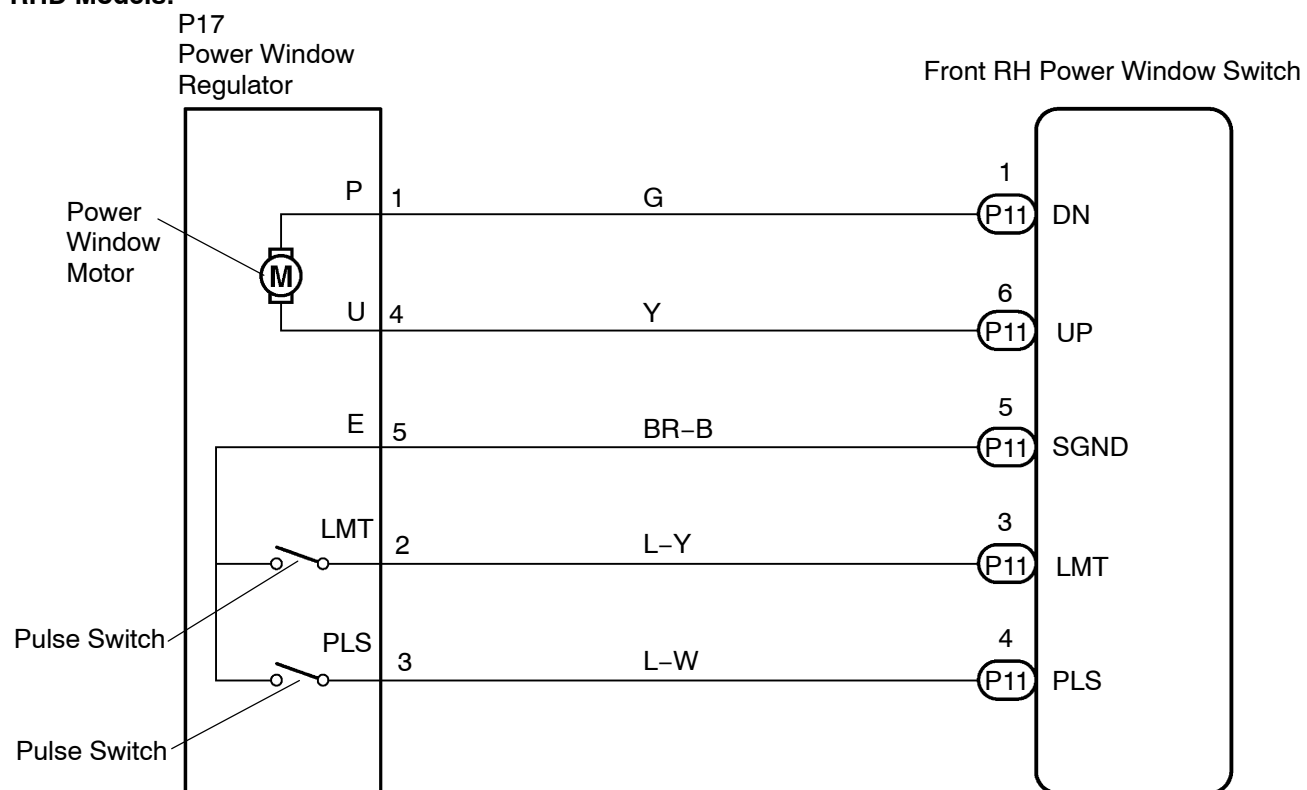 RHD Models:
P17
Power Window
Regulator
Front RH Power Window Switch
Power
Window
Motor
M
P
1
G
1
P11
DN
U
4
Y
6
P11
UP
E
5
BR−B
5
P11
SGND
LMT
2
L−Y
3
P11
LMT
Pulse Switch
PLS
3
L−W
4
P11
PLS
Pulse Switch